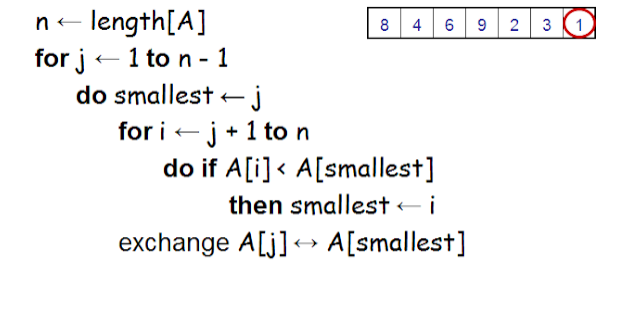 n ← length[A]
8 4 6 9 2 3 1
for j ← 1 to n - 1
do smallest ← j
for i ← j + 1 to n
do if A[i] < A[smallest]
then smallest ← i
exchange A[j] ↔ A[smallest]